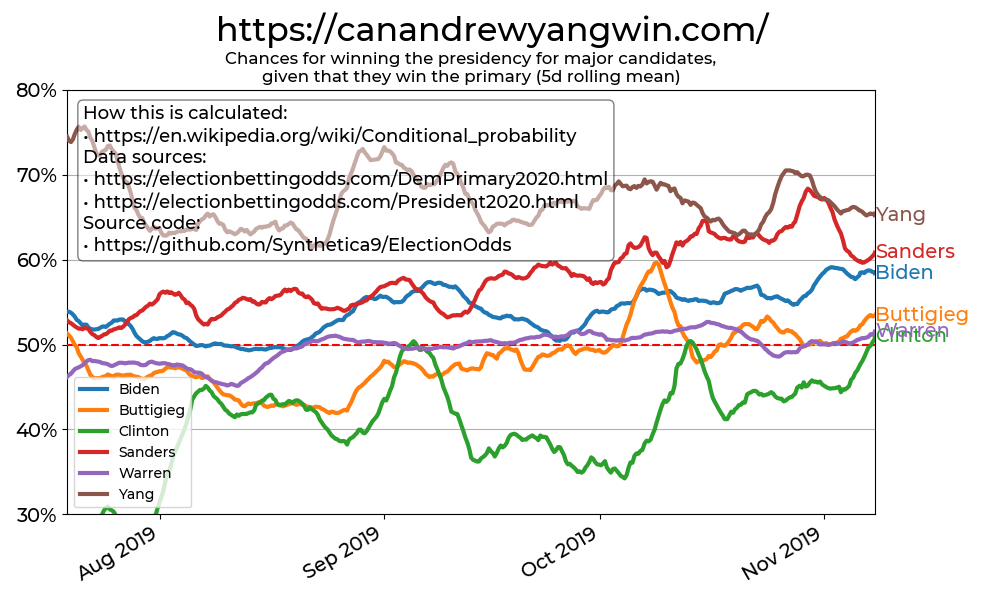 https://canandrewyangwin.com/
Chances for winning the presidency for major candidates,
given that they win the primary (5d rolling mean)
80%
70%
60%
50%
40%
30%
How this is calculated:
• https://en.wikipedia.org/wiki/Conditional_probability
Data sources:
• https://electionbettingodds.com/DemPrimary2020.html
• https://electionbettingodds.com/President2020.html
Source code:
• https://github.com/Synthetica9/ElectionOdds
Yang
Sanders
Biden
Buttigieg
Warren
Clinton
Biden
Buttigieg
Clinton
Sanders
Warren
Yang
Aug 2019
Sep 2019
Oct 2019
Nov 2019